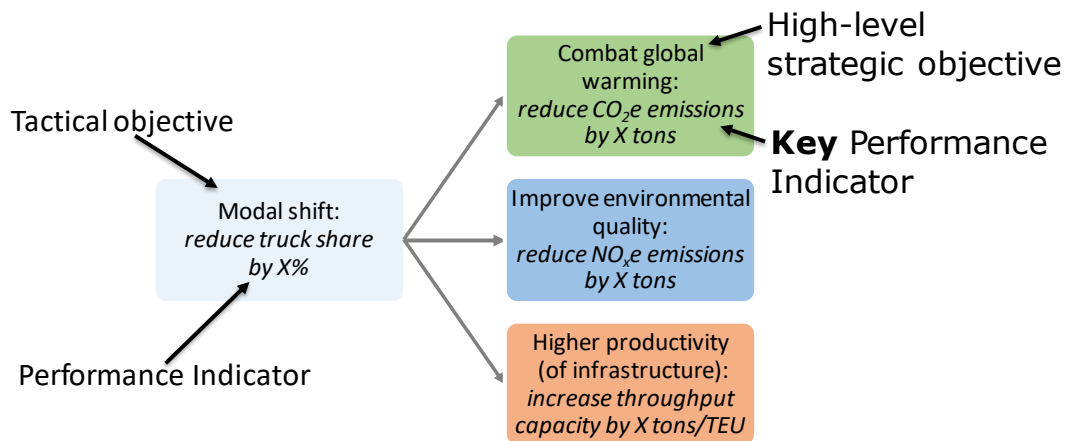 Tactical objective
Modal shift:
reduce truck share
by X%
Performance Indicator
Combat global
warming:
reduce CO₂e emissions
by X tons
Improve environmental
quality:
reduce NOₓe emissions
by X tons
Higher productivity
(of infrastructure):
increase throughput
capacity by X tons/TEU
High-level
strategic objective
Key Performance
Indicator